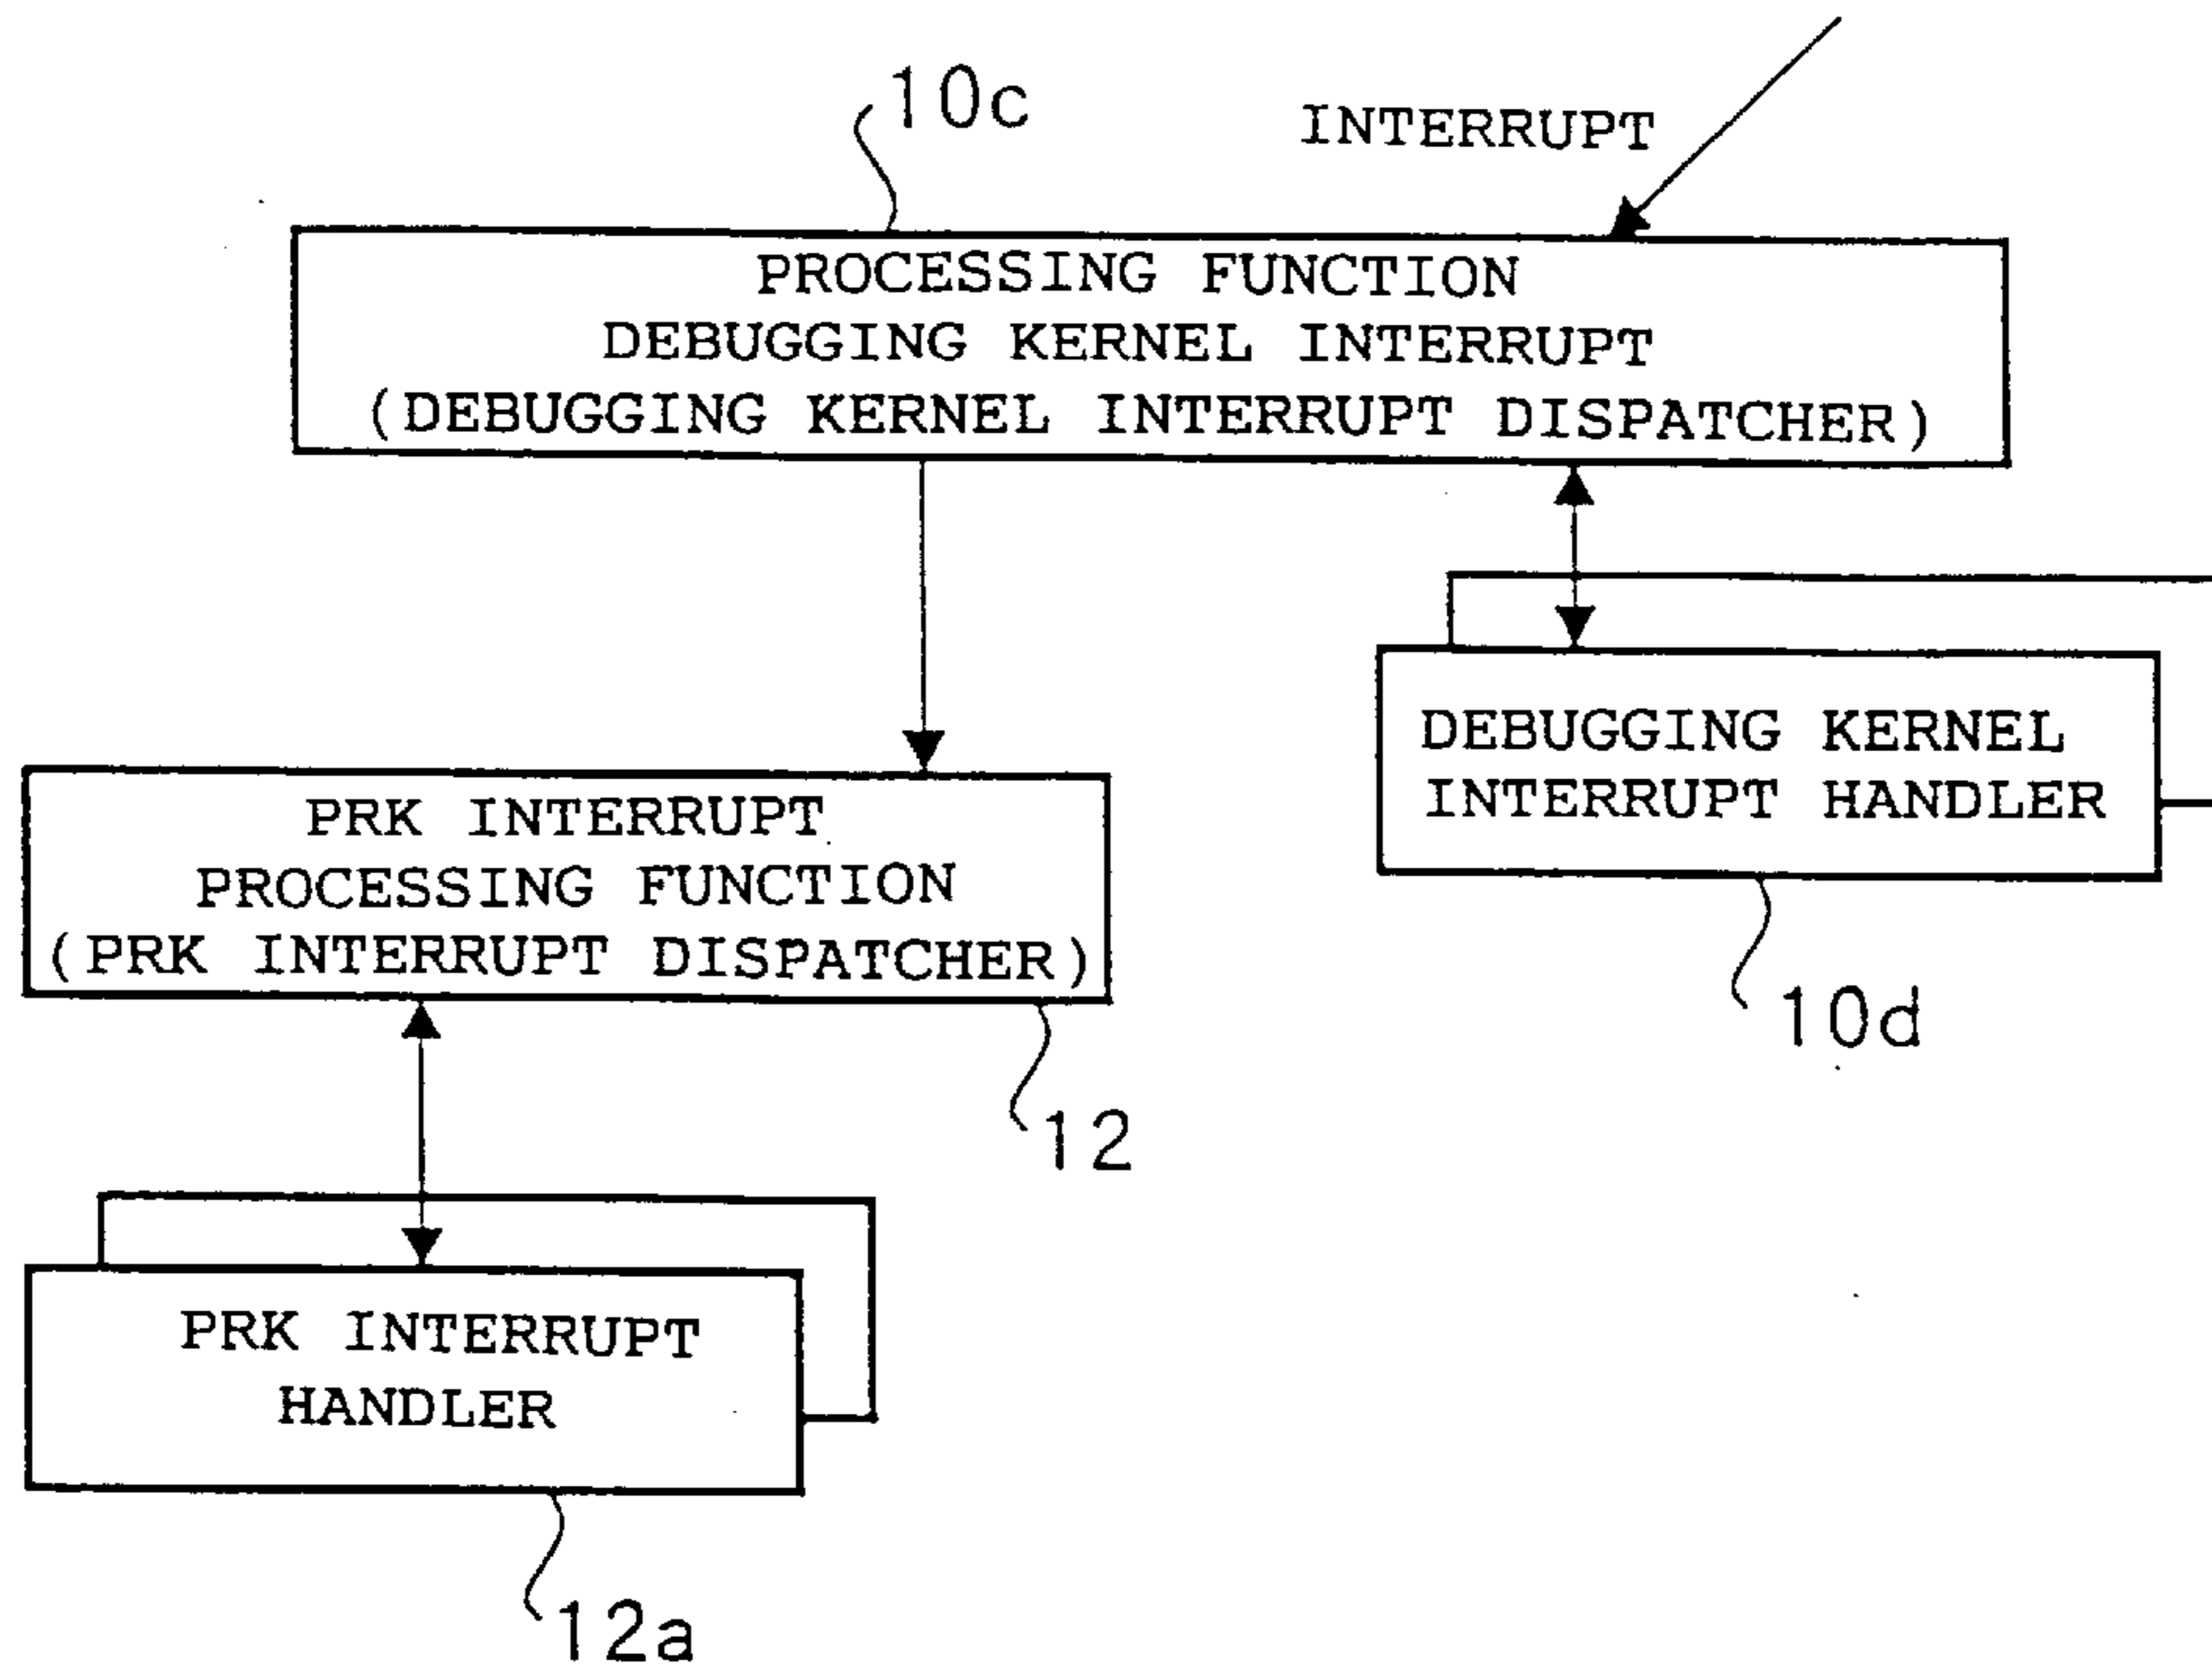 10c
INTERRUPT
PROCESSING FUNCTION
DEBUGGING KERNEL INTERRUPT
(DEBUGGING KERNEL INTERRUPT DISPATCHER)
DEBUGGING KERNEL
INTERRUPT HANDLER
10d
PRK INTERRUPT
PROCESSING FUNCTION
(PRK INTERRUPT DISPATCHER)
12
PRK INTERRUPT
HANDLER
12a